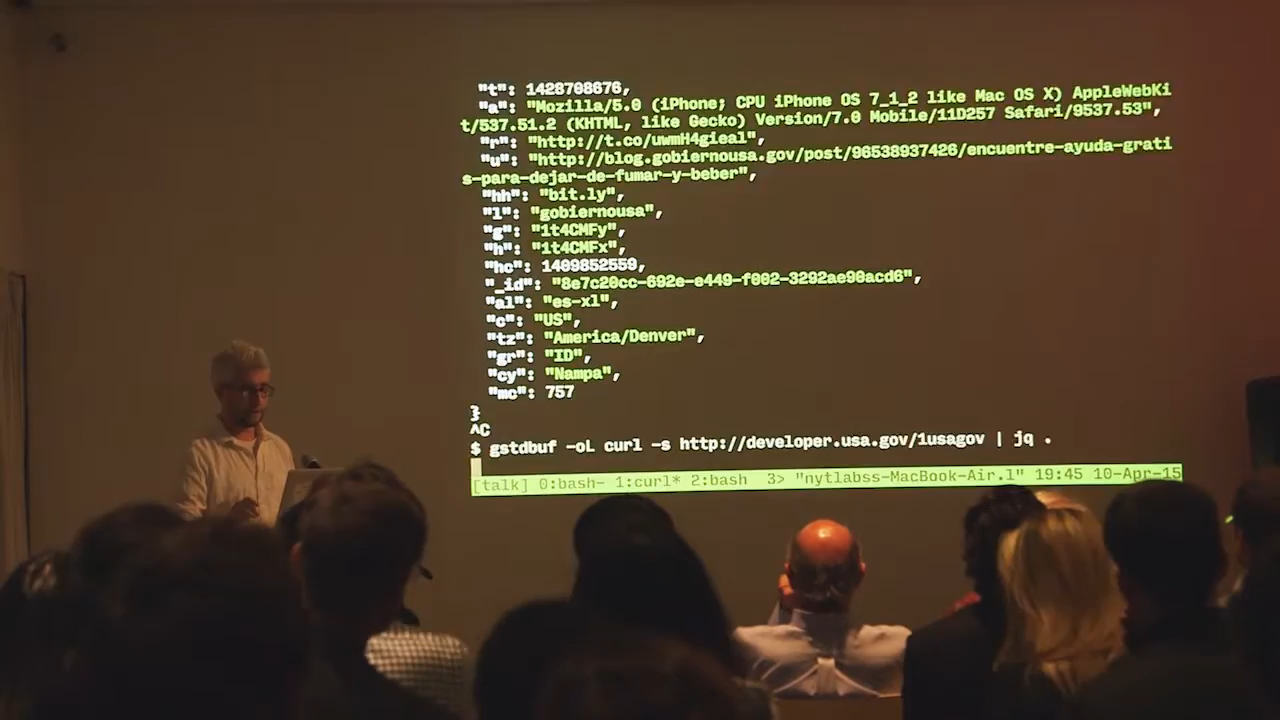 "t": 1428708676,
"a": "Mozilla/5.0 (iPhone; CPU iPhone OS 7_1_2 like Mac OS X) AppleWebKi
t/537.51.2 (KHTML, like Gecko) Version/7.0 Mobile/11D257 Safari/9537.53",
"r": "http://t.co/uwmH4gieal",
"u": "http://blog.gobiernousa.gov/post/96538937426/encuentre-ayuda-grati
s-para-dejar-de-fumar-y-beber",
"hh": "bit.ly",
"l": "gobiernousa",
"g": "1t4CMFy",
"h": "1t4CMFx",
"hc": 1409852559,
"_id": "8e7c20cc-692e-e449-f002-3292ae90acd6",
"al": "es-xl",
"c": "US",
"tz": "America/Denver",
"gr": "ID",
"cy": "Nampa",
"mc": 757
}
^C
$ gstdbuf -oL curl -s http://developer.usa.gov/1usagov | jq .
[talk] 0:bash- 1:curl* 2:bash 3> "nytlabss-MacBook-Air.l" 19:45 10-Apr-15